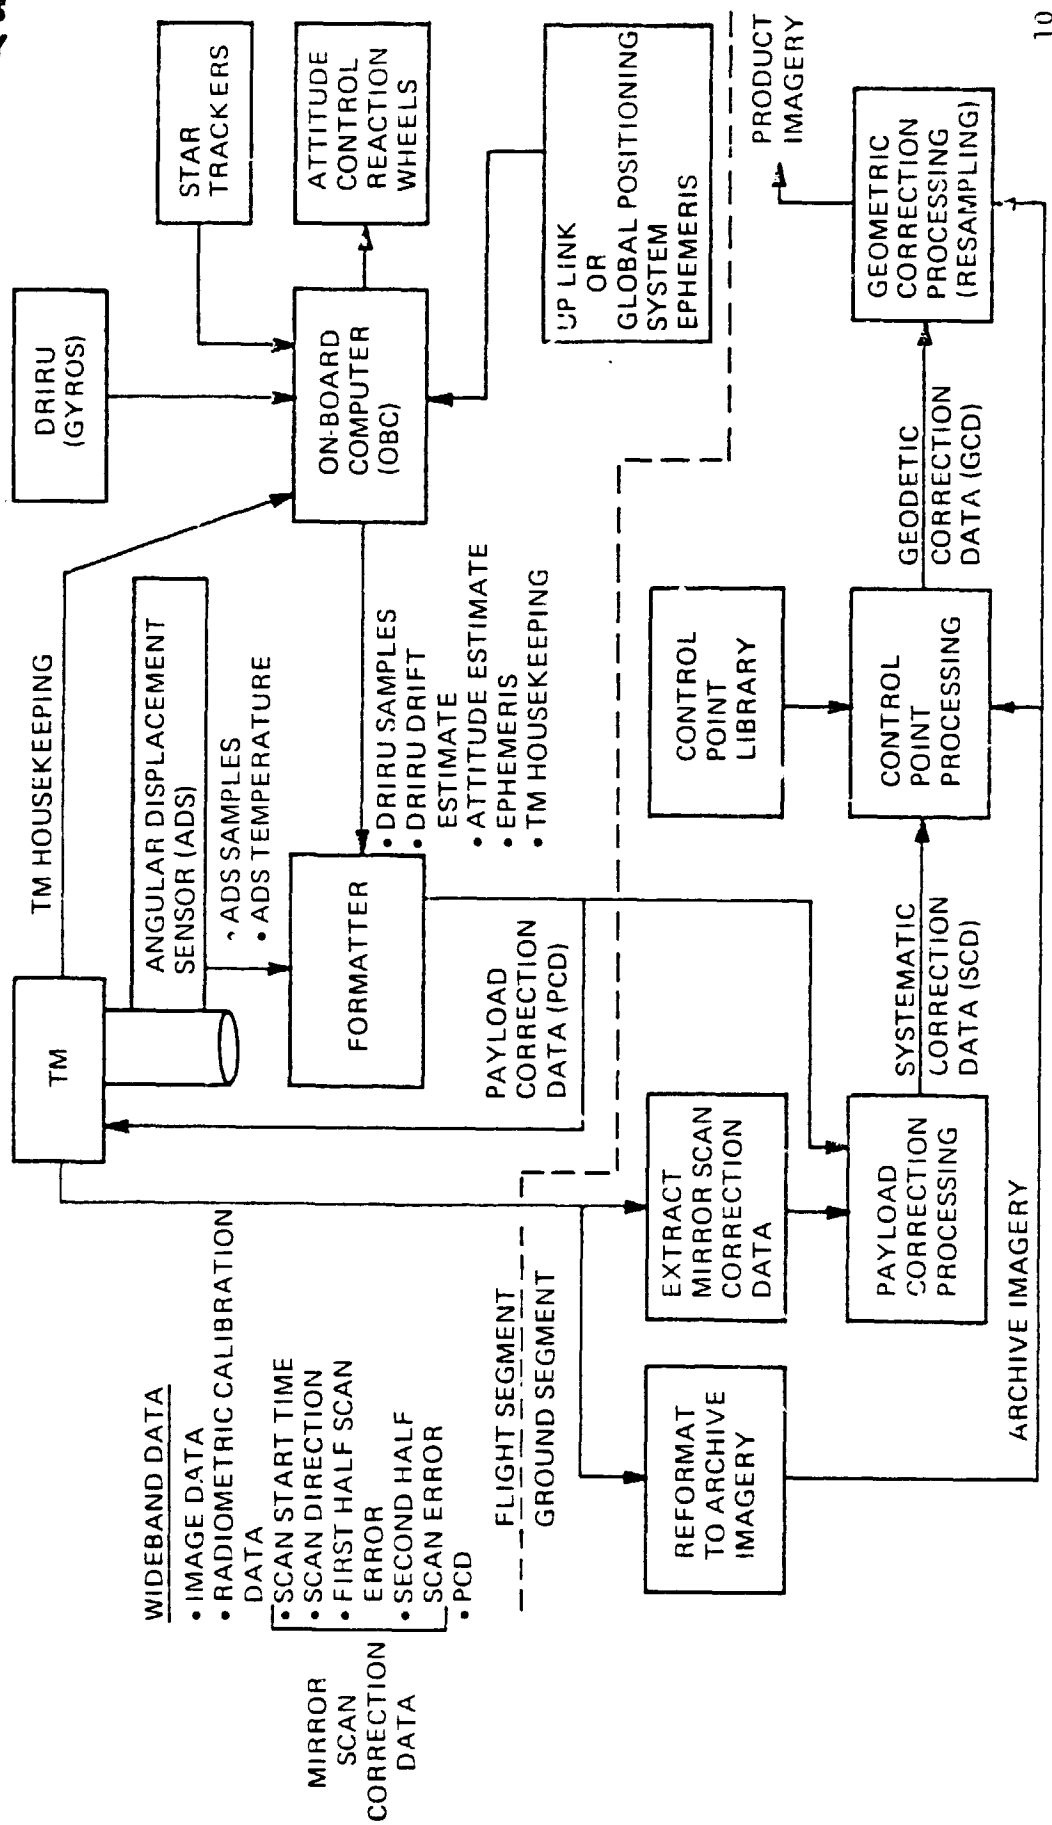 TM HOUSEKEEPING
TM
ANGULAR DISPLACEMENT
SENSOR (ADS)
ADS SAMPLES
• ADS TEMPERATURE
DRIRU
(GYROS)
STAR
TRACKERS
ATTITUDE
CONTROL
REACTION
WHEELS
ON-BOARD
COMPUTER
(OBC)
UP LINK
OR
GLOBAL POSITIONING
SYSTEM
EPHEMERIS
FORMATTER
• DRIRU SAMPLES
• DRIRU DRIFT
ESTIMATE
• ATTITUDE ESTIMATE
• EPHEMERIS
• TM HOUSEKEEPING
PAYLOAD
CORRECTION
DATA (PCD)
WIDEBAND DATA
• IMAGE DATA
• RADIOMETRIC CALIBRATION
DATA
• SCAN START TIME
• SCAN DIRECTION
• FIRST HALF SCAN
ERROR
• SECOND HALF
SCAN ERROR
• PCD
MIRROR
SCAN
CORRECTION
DATA
FLIGHT SEGMENT
GROUND SEGMENT
REFORMAT
TO ARCHIVE
IMAGERY
EXTRACT
MIRROR SCAN
CORRECTION
DATA
PAYLOAD
CORRECTION
PROCESSING
SYSTEMATIC
CORRECTION
DATA (SCD)
CONTROL
POINT
LIBRARY
CONTROL
POINT
PROCESSING
GEODETIC
CORRECTION
DATA (GCD)
GEOMETRIC
CORRECTION
PROCESSING
(RESAMPLING)
PRODUCT
IMAGERY
ARCHIVE IMAGERY
10